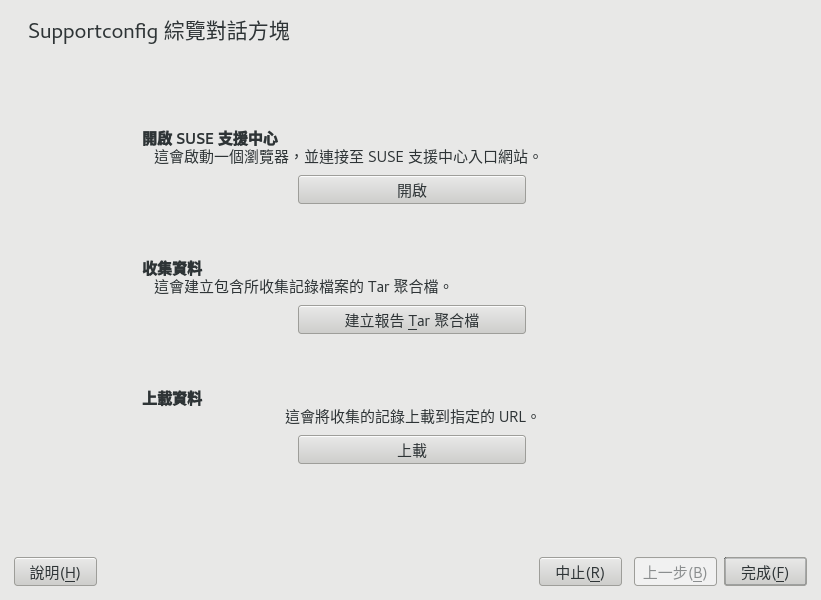 Supportconfig 綜覽對話方塊
開啟 SUSE 支援中心
這會啟動一個瀏覽器，並連接至 SUSE 支援中心入口網站。
開啟
收集資料
這會建立包含所收集記錄檔案的 Tar 聚合檔。
建立報告 Tar 聚合檔
上載資料
這會將收集的記錄上載到指定的 URL。
上載
說明(H) 中止(R) 上一步(B) 完成(F)